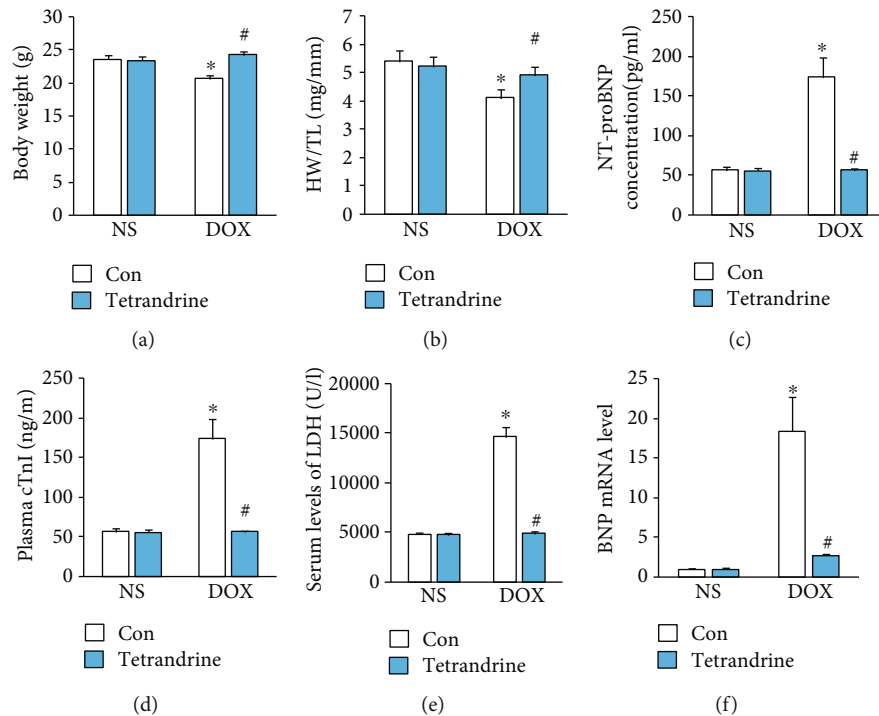 Body weight (g)
30
25
20
15
10
5
0
*
#
NS
DOX
Con
Tetrandrine
(a)
HW/TL (mg/mm)
7
6
5
4
3
2
1
0
*
#
NS
DOX
Con
Tetrandrine
(b)
NT-proBNP
concentration(pg/ml)
250
200
150
100
50
0
*
#
NS
DOX
Con
Tetrandrine
(c)
Plasma cTnI (ng/m)
250
200
150
100
50
0
*
#
NS
DOX
Con
Tetrandrine
(d)
Serum levels of LDH (U/l)
20000
15000
10000
5000
0
*
#
NS
DOX
Con
Tetrandrine
(e)
BNP mRNA level
25
20
15
10
5
0
*
#
NS
DOX
Con
Tetrandrine
(f)